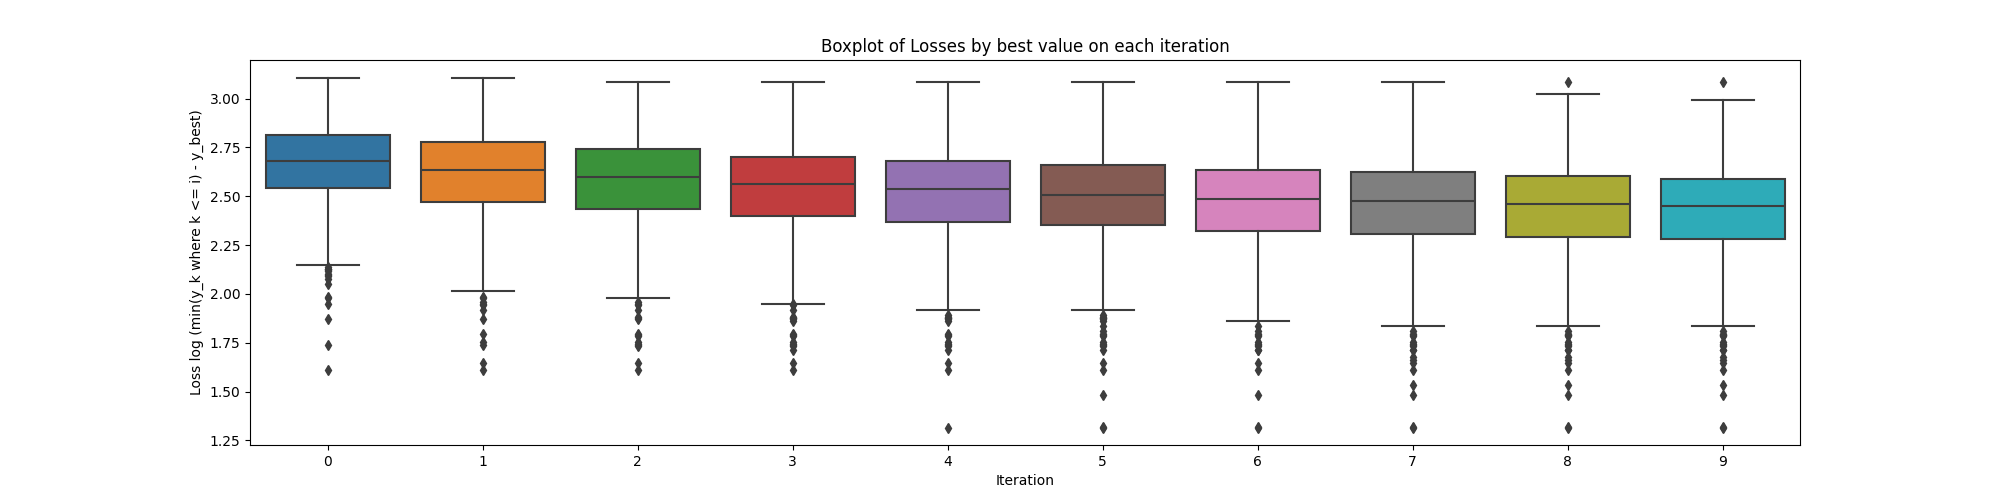 Boxplot of Losses by best value on each iteration
Loss log (min(y_k where k <= i) - y_best)
3.00
2.75
2.50
2.25
2.00
1.75
1.50
1.25
0 1 2 3 4 5 6 7 8 9
Iteration